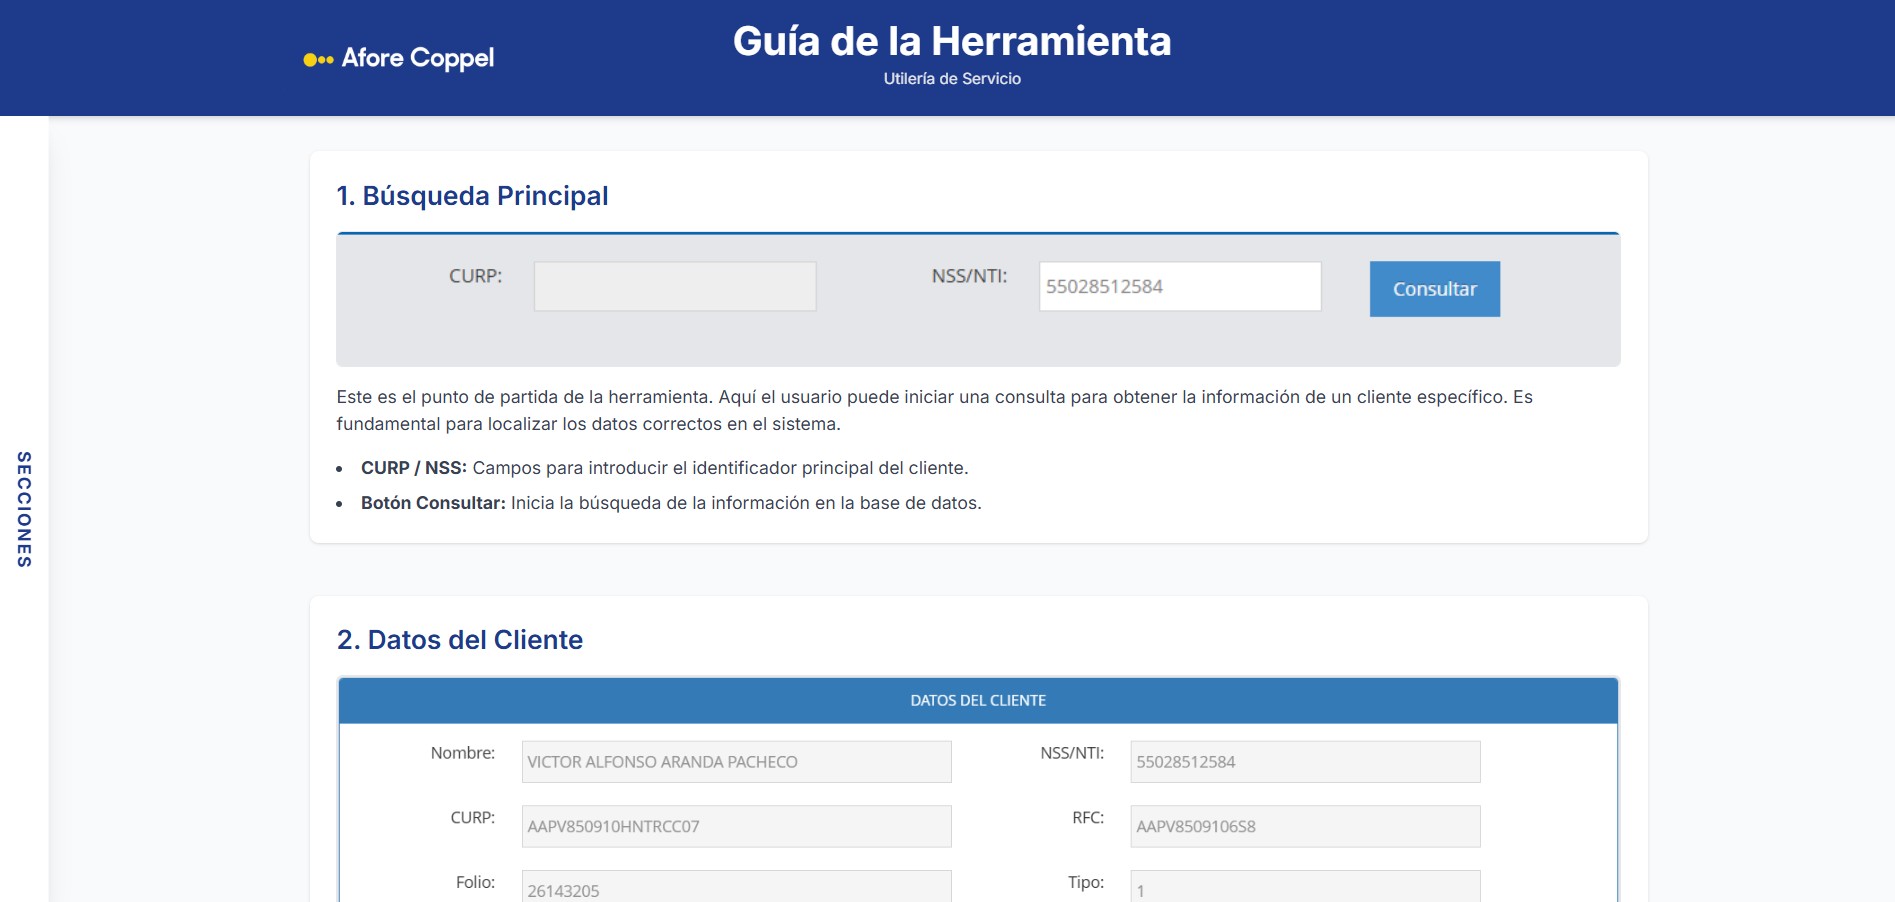 Afore Coppel
Guía de la Herramienta
Utilería de Servicio
SECCIONES
1. Búsqueda Principal
CURP:
NSS/NTI: 55028512584
Consultar
Este es el punto de partida de la herramienta. Aquí el usuario puede iniciar una consulta para obtener la información de un cliente específico. Es
fundamental para localizar los datos correctos en el sistema.
• CURP / NSS: Campos para introducir el identificador principal del cliente.
• Botón Consultar: Inicia la búsqueda de la información en la base de datos.
2. Datos del Cliente
DATOS DEL CLIENTE
Nombre: VICTOR ALFONSO ARANDA PACHECO
NSS/NTI: 55028512584
CURP: AAPV850910HNTRCC07
RFC: AAPV8509106S8
Folio: 26143205
Tipo: 1